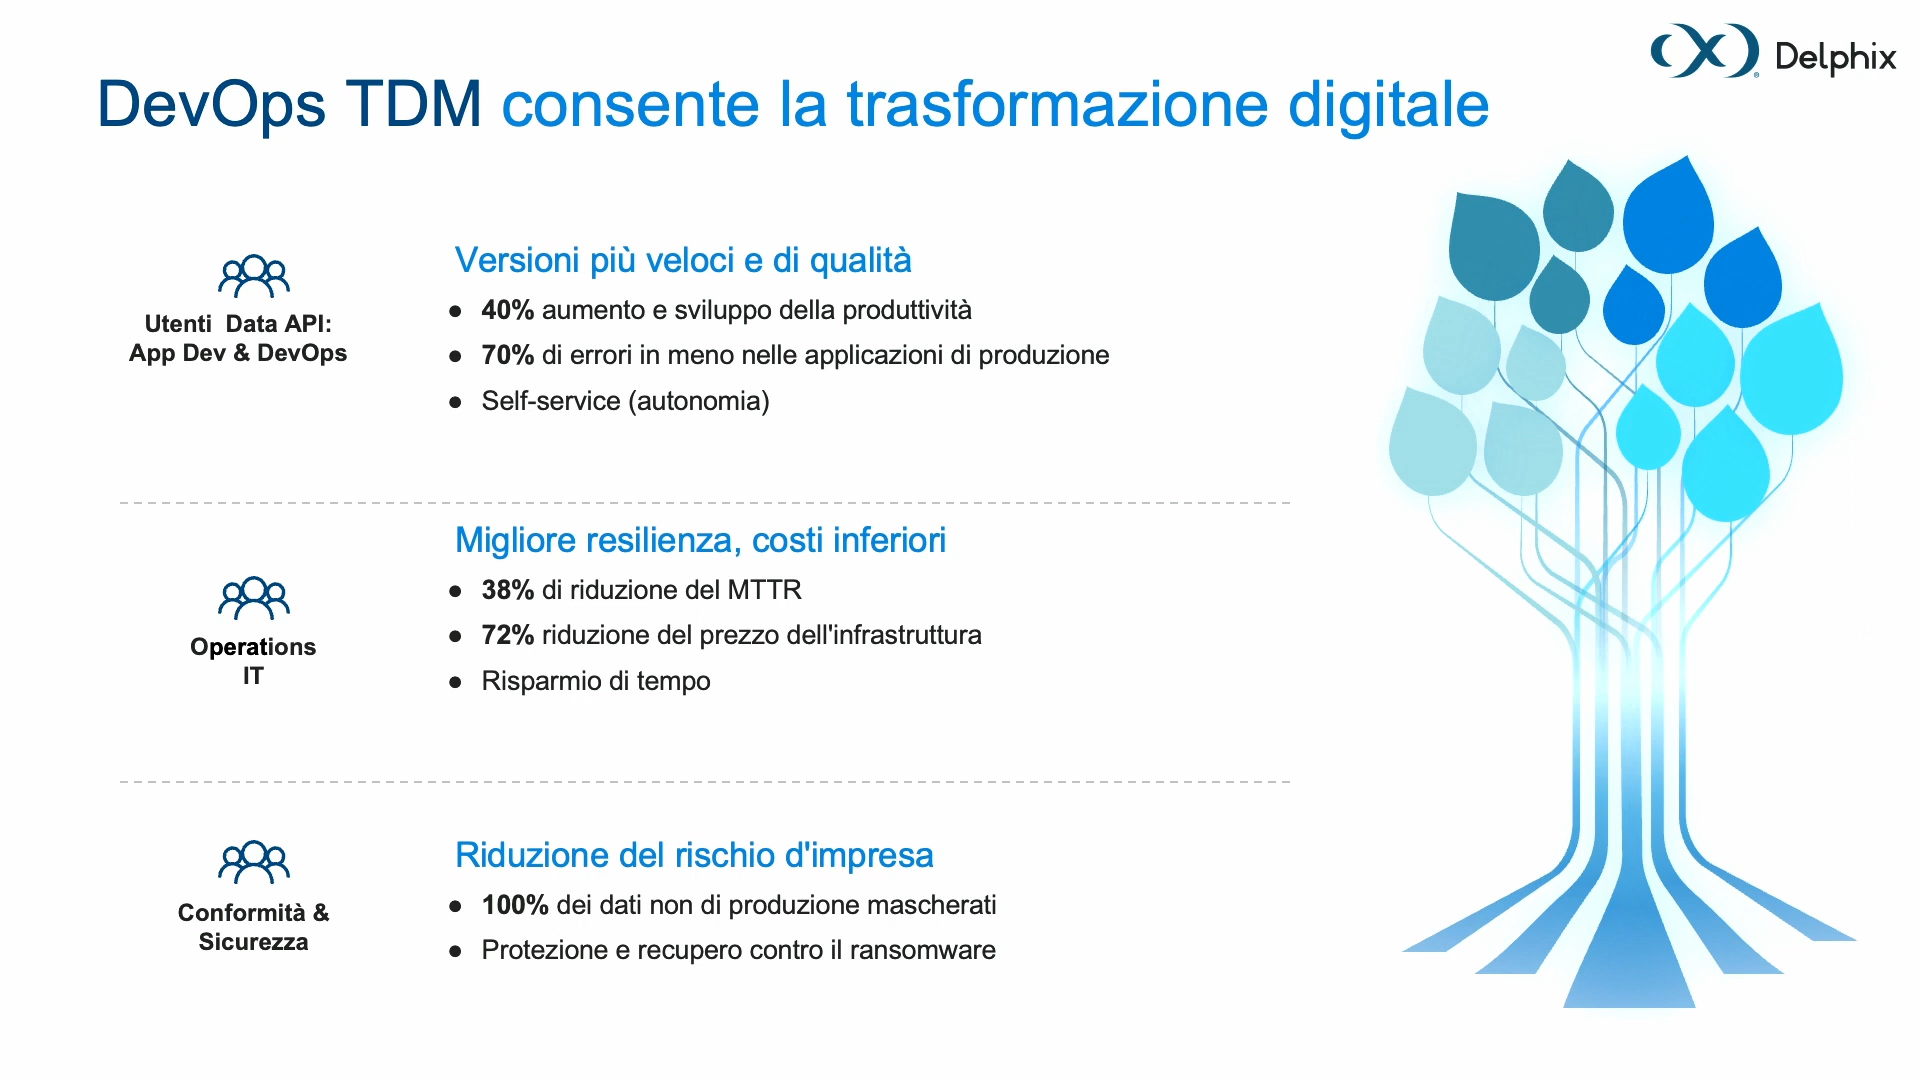 Delphix
DevOps TDM consente la trasformazione digitale
Utenti  Data API:
App Dev & DevOps
Versioni più veloci e di qualità
● 40% aumento e sviluppo della produttività
● 70% di errori in meno nelle applicazioni di produzione
● Self-service (autonomia)
Operations
IT
Migliore resilienza, costi inferiori
● 38% di riduzione del MTTR
● 72% riduzione del prezzo dell'infrastruttura
● Risparmio di tempo
Conformità &
Sicurezza
Riduzione del rischio d'impresa
● 100% dei dati non di produzione mascherati
● Protezione e recupero contro il ransomware